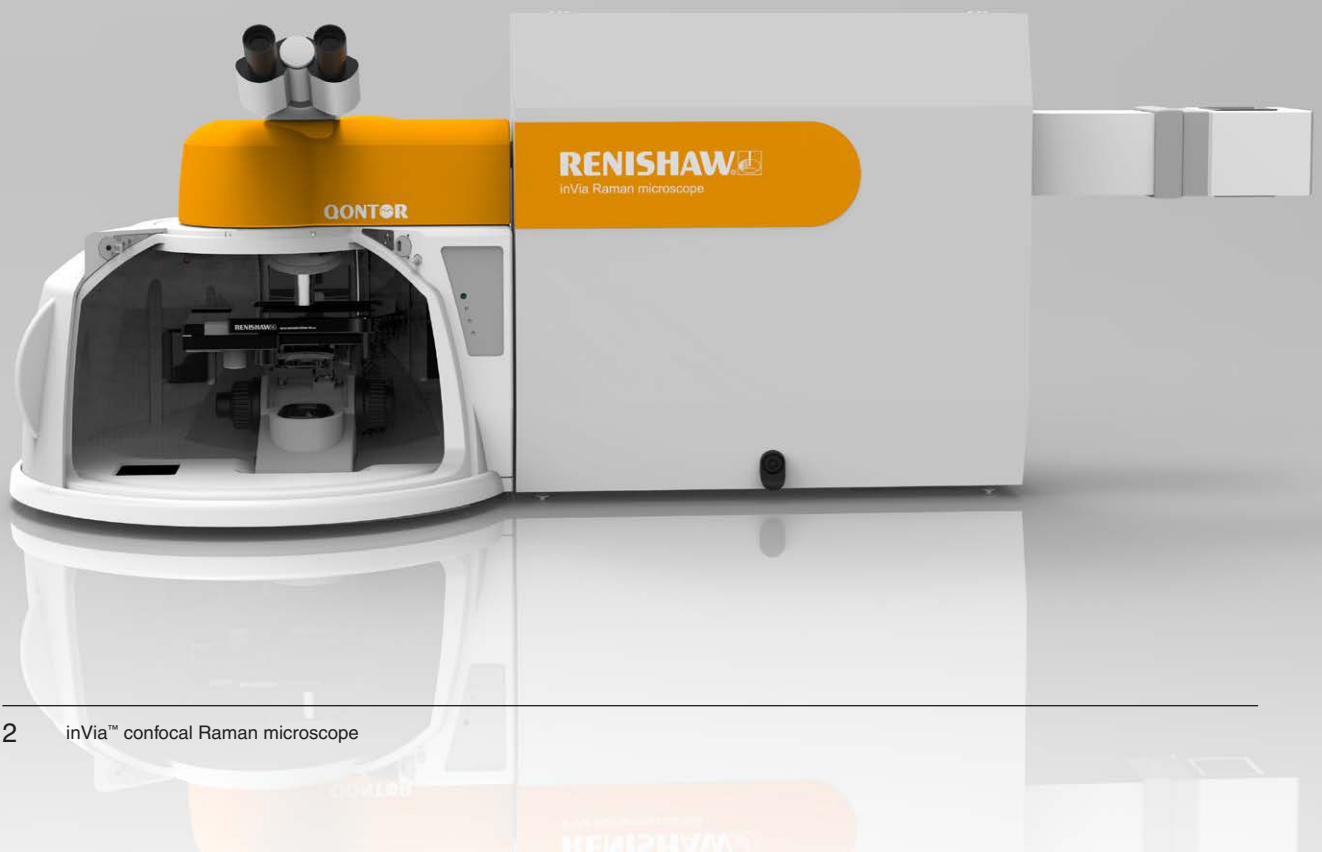 RENISHAW
inVia Raman microscope
QONTOR
RENISHAW
2 inVia™ confocal Raman microscope